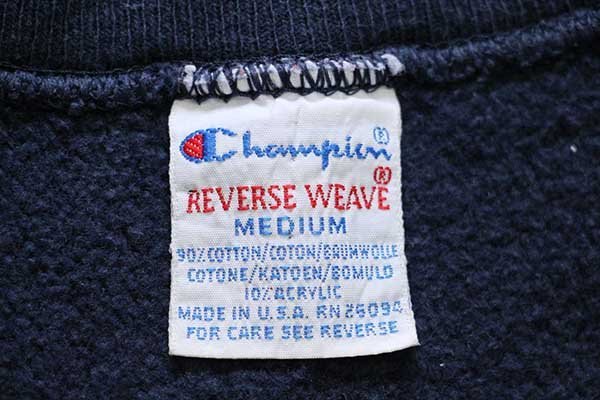 Champion®
REVERSE WEAVE®
MEDIUM
90% COTTON/COTON/BAUMWOLLE
COTONE/KATOEN/BOMULD
10% ACRYLIC
MADE IN U.S.A. RN 26094
FOR CARE SEE REVERSE